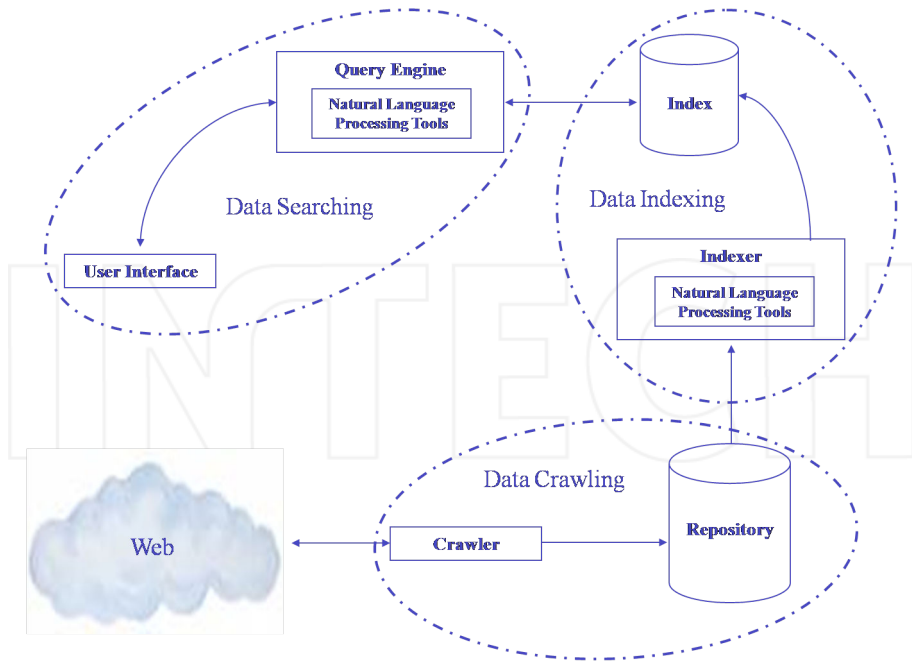 Query Engine
Natural Language
Processing Tools
Index
Data Searching
Data Indexing
User Interface
Indexer
Natural Language
Processing Tools
INTECH
Data Crawling
Web
Crawler
Repository